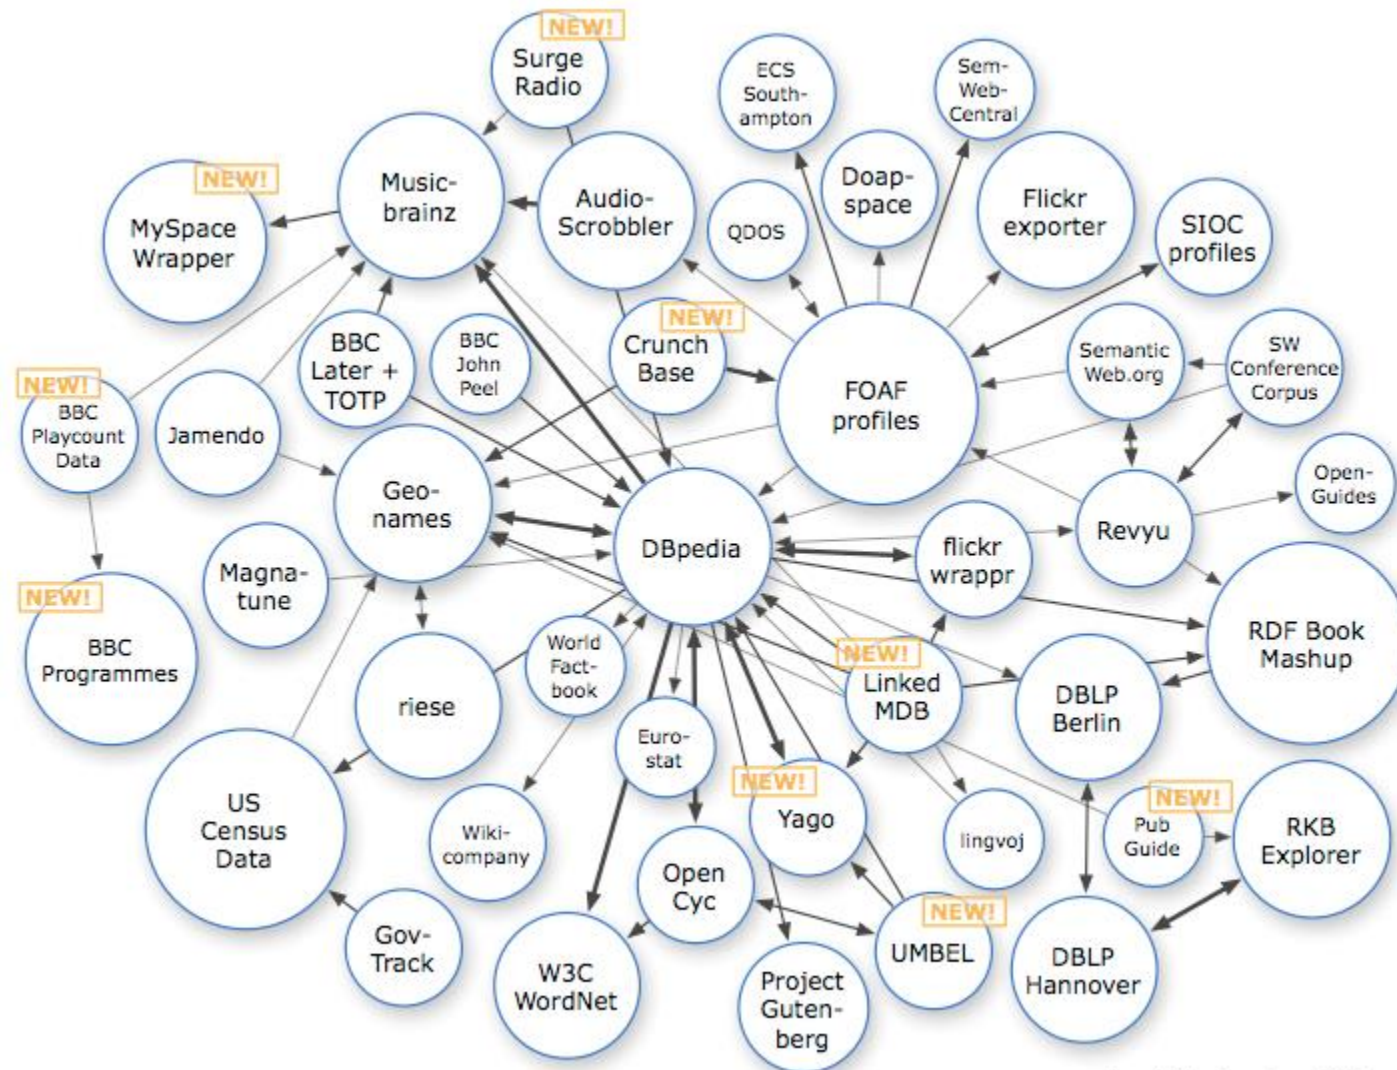 NEW!
Surge
Radio
ECS
South-
ampton
Sem-
Web-
Central
NEW!
MySpace
Wrapper
Music-
brainz
Audio-
Scrobbler
QDOS
Doap-
space
Flickr
exporter
SIOC
profiles
NEW!
BBC
Playcount
Data
Jamendo
BBC
Later +
TOTP
BBC
John
Peel
NEW!
Crunch
Base
FOAF
profiles
Semantic
Web.org
SW
Conference
Corpus
Geo-
names
DBpedia
flickr
wrappr
Revyu
Open-
Guides
Magna-
tune
NEW!
BBC
Programmes
riese
World
Fact-
book
Euro-
stat
NEW!
Linked
MDB
DBLP
Berlin
RDF Book
Mashup
US
Census
Data
Wiki-
company
NEW!
Yago
lingvoj
NEW!
Pub
Guide
RKB
Explorer
Gov-
Track
Open
Cyc
W3C
WordNet
Project
Guten-
berg
NEW!
UMBEL
DBLP
Hannover